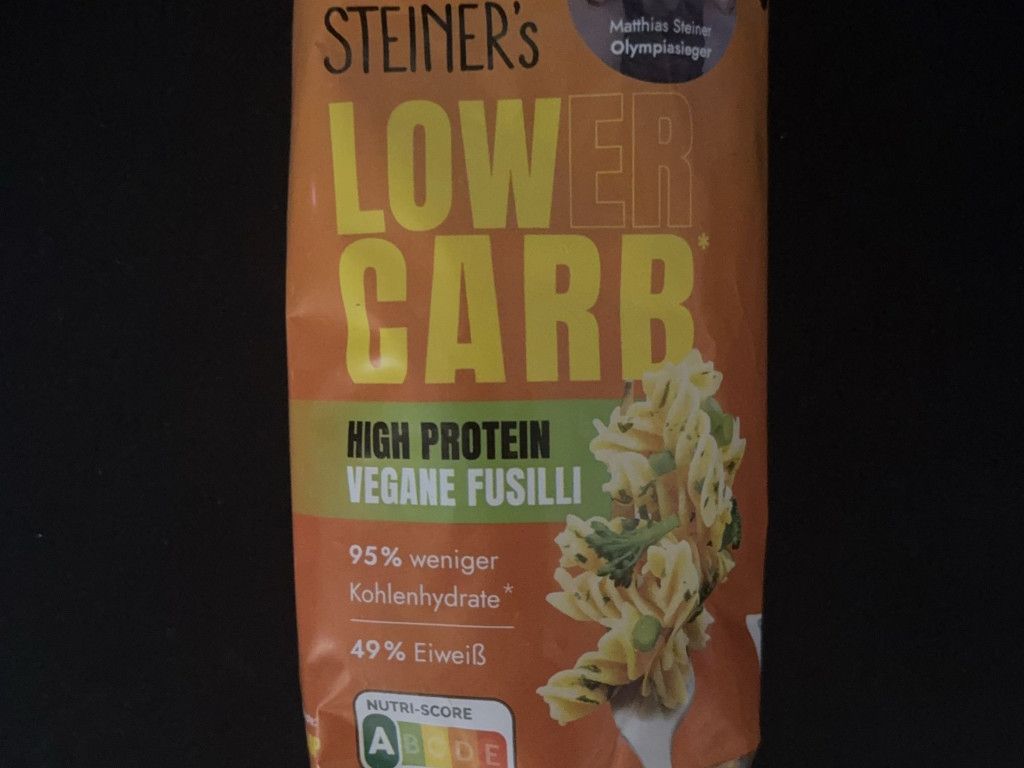 STEINER's
Matthias Steiner
Olympiasieger
LOWER
CARB*
HIGH PROTEIN
VEGANE FUSILLI
95% weniger
Kohlenhydrate*
49% Eiweiß
NUTRI-SCORE
A B C D E